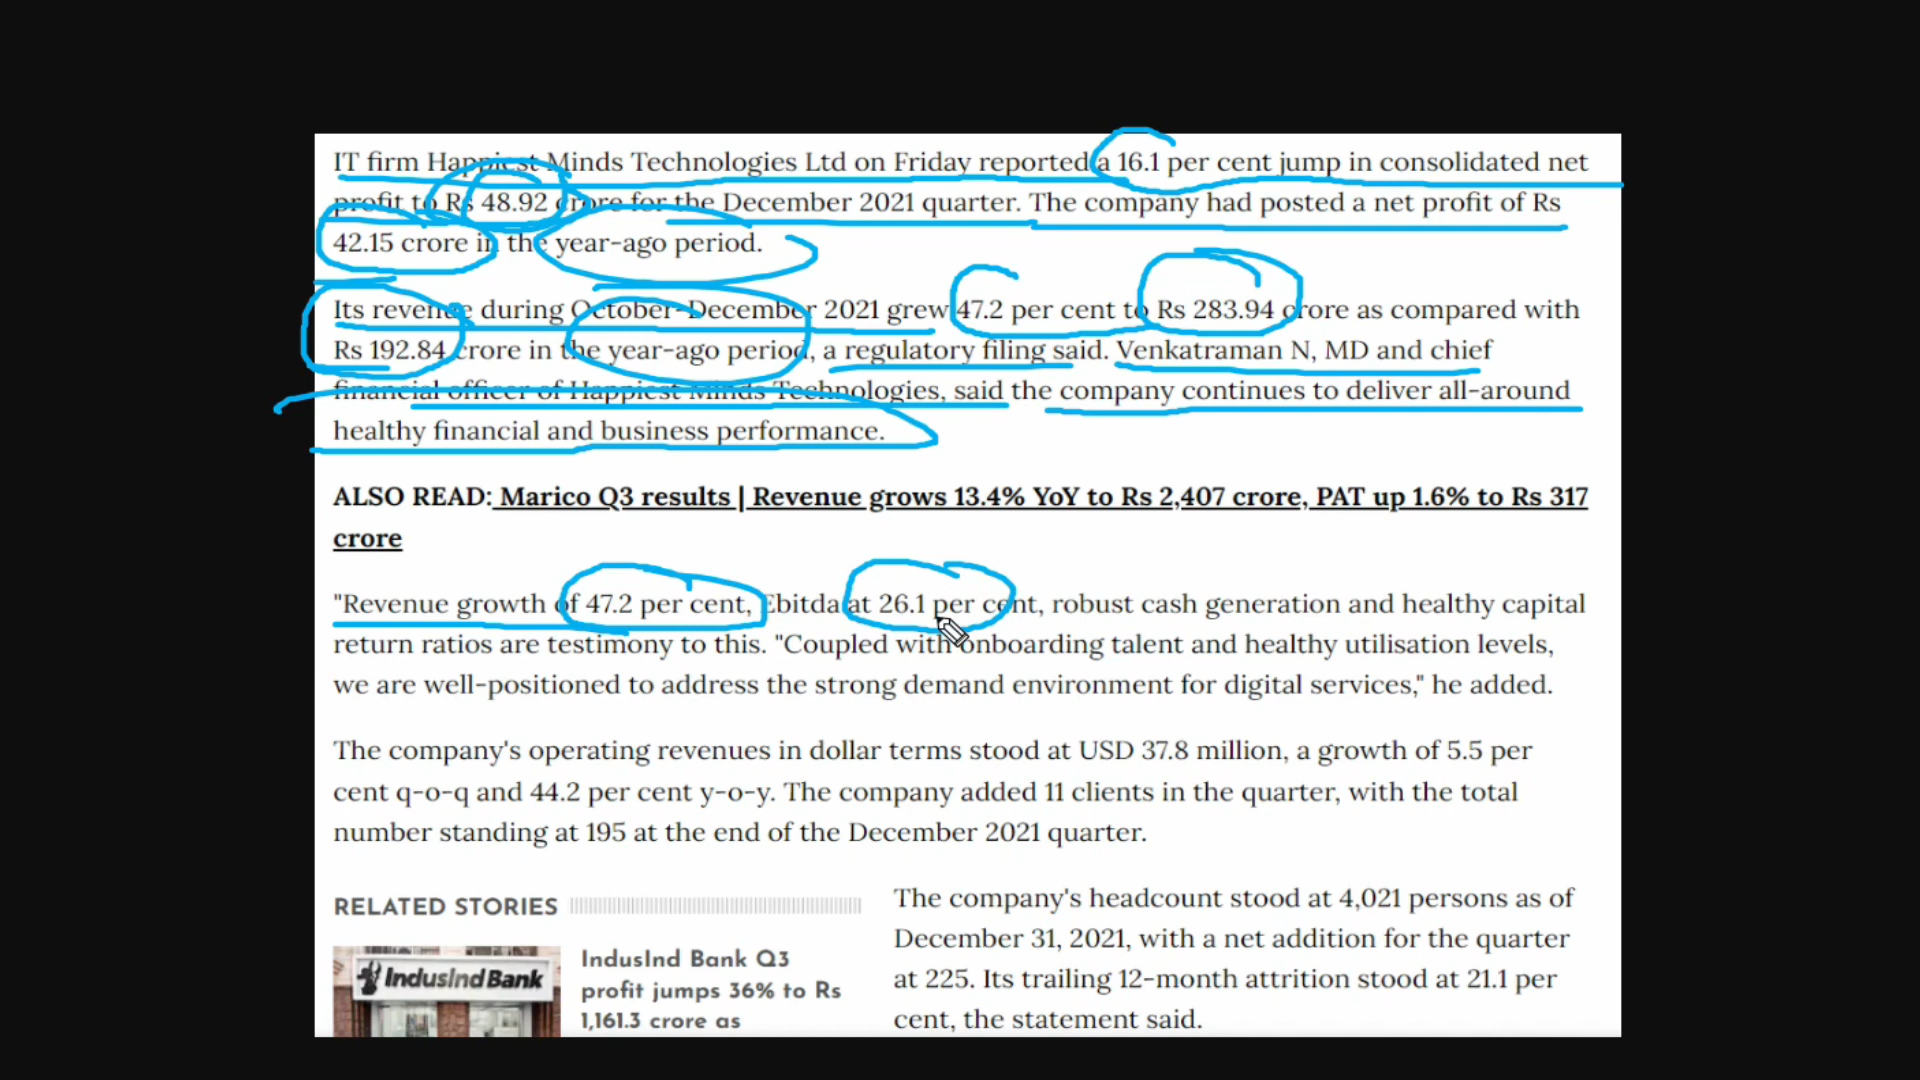 IT firm Happiest Minds Technologies Ltd on Friday reported a 16.1 per cent jump in consolidated net
profit to Rs 48.92 crore for the December 2021 quarter. The company had posted a net profit of Rs
42.15 crore in the year-ago period.
Its revenue during October-December 2021 grew 47.2 per cent to Rs 283.94 crore as compared with
Rs 192.84 crore in the year-ago period, a regulatory filing said. Venkatraman N, MD and chief
financial officer of Happiest Minds Technologies, said the company continues to deliver all-around
healthy financial and business performance.
ALSO READ: Marico Q3 results | Revenue grows 13.4% YoY to Rs 2,407 crore, PAT up 1.6% to Rs 317
crore
"Revenue growth of 47.2 per cent, Ebitda at 26.1 per cent, robust cash generation and healthy capital
return ratios are testimony to this. "Coupled with onboarding talent and healthy utilisation levels,
we are well-positioned to address the strong demand environment for digital services," he added.
The company's operating revenues in dollar terms stood at USD 37.8 million, a growth of 5.5 per
cent q-o-q and 44.2 per cent y-o-y. The company added 11 clients in the quarter, with the total
number standing at 195 at the end of the December 2021 quarter.
RELATED STORIES
IndusInd Bank
IndusInd Bank Q3
profit jumps 36% to Rs
1,161.3 crore as
The company's headcount stood at 4,021 persons as of
December 31, 2021, with a net addition for the quarter
at 225. Its trailing 12-month attrition stood at 21.1 per
cent, the statement said.